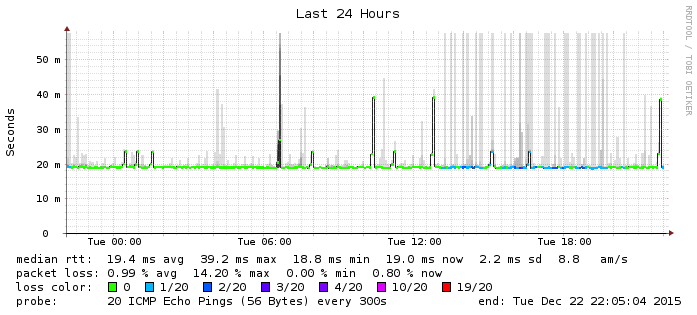 Last 24 Hours
RRDTOOL / TOBI OETIKER
Seconds
50 m
40 m
30 m
20 m
10 m
0
Tue 00:00 Tue 06:00 Tue 12:00 Tue 18:00
median rtt: 19.4 ms avg 39.2 ms max 18.8 ms min 19.0 ms now 2.2 ms sd 8.8 am/s
packet loss: 0.99 % avg 14.20 % max 0.00 % min 0.80 % now
loss color: 0 1/20 2/20 3/20 4/20 10/20 19/20
probe: 20 ICMP Echo Pings (56 Bytes) every 300s end: Tue Dec 22 22:05:04 2015